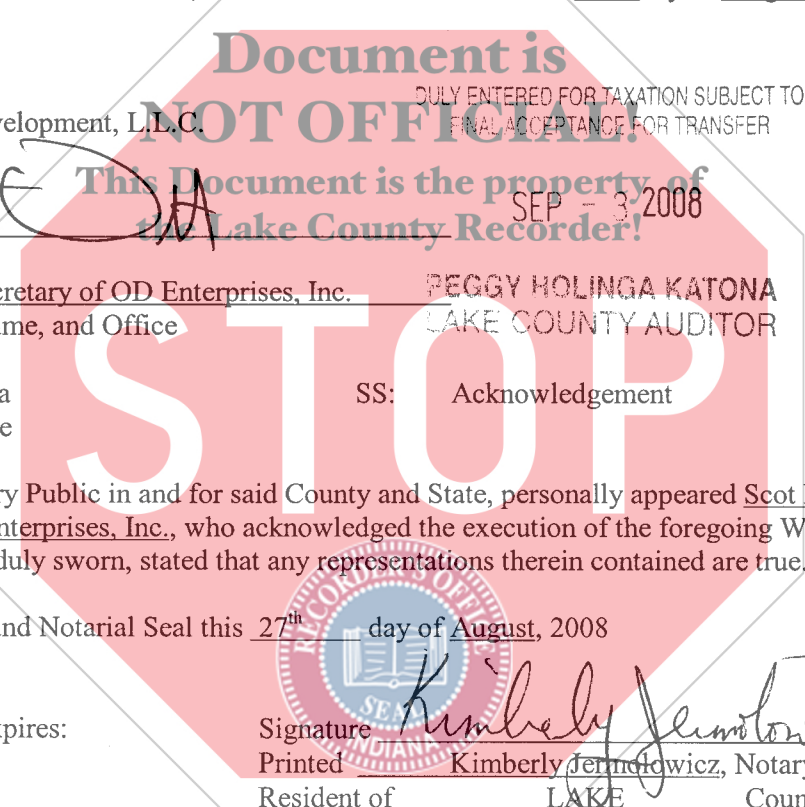 Document is
NOT OFFICIAL!
This Document is the property of
the Lake County Recorder!
STOP
DULY ENTERED FOR TAXATION SUBJECT TO
FINAL ACCEPTANCE FOR TRANSFER
velopment, L.L.C.
SEP - 3 2008
PEGGY HOLINGA KATONA
LAKE COUNTY AUDITOR
cretary of OD Enterprises, Inc.
ame, and Office
a SS: Acknowledgement
e
ry Public in and for said County and State, personally appeared Scot
nterprises, Inc., who acknowledged the execution of the foregoing W
duly sworn, stated that any representations therein contained are true.
nd Notarial Seal this 27th day of August, 2008
RECORDER'S OFFICE
SEAL
INDIANA
xpires: Signature Kimberly Jermolowicz
Printed Kimberly Jermolowicz, Notary
Resident of LAKE Coun